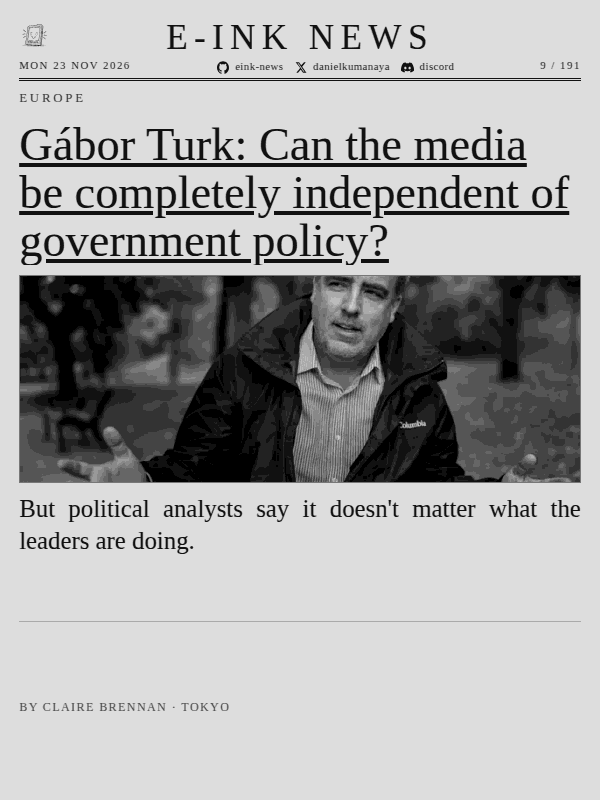 E-INK NEWS
MON 23 NOV 2026
eink-news
danielkumanaya
discord
9 / 191
EUROPE
Gábor Turk: Can the media
be completely independent of
government policy?
Columbia
But political analysts say it doesn't matter what the
leaders are doing.
BY CLAIRE BRENNAN · TOKYO